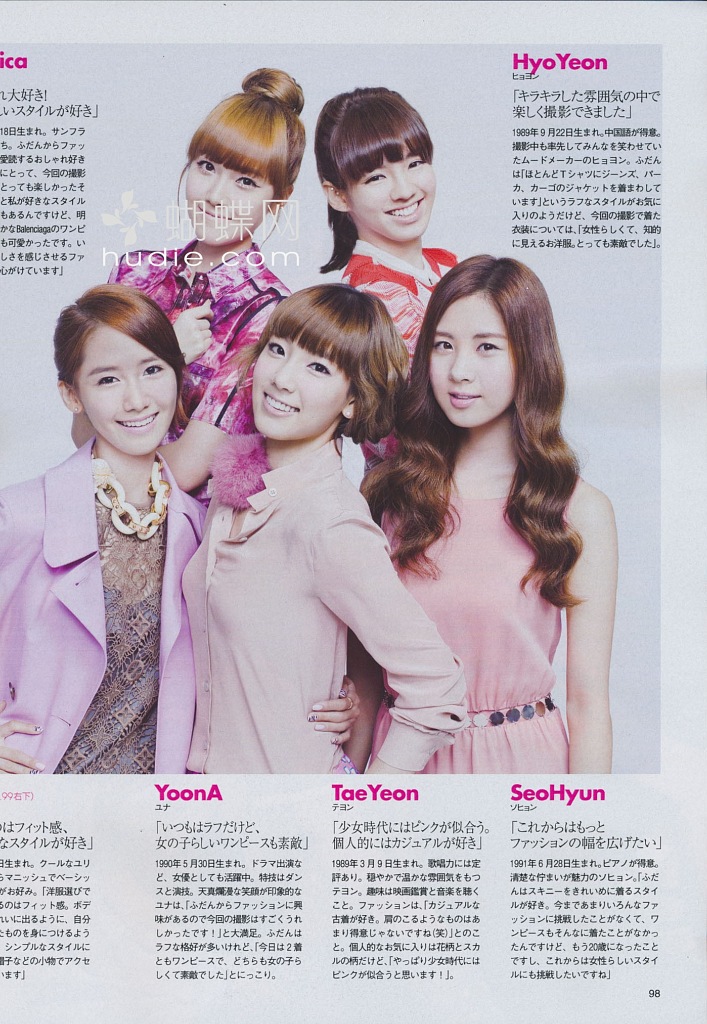 ica
れ大好き!
しいスタイルが好き」
18日生まれ。サンフラ
ち。ふだんからファッ
愛読するおしゃれ好き
にとって、今回の撮影
とても楽しかったそ
と私が好きなスタイル
もあるんですけど、明
かなBalenciagaのワンピ
も可愛かったです。い
しさを感じさせるファ
心がけています」
HyoYeon
ヒョヨン
「キラキラした雰囲気の中で
楽しく撮影できました」
1989年9月22日生まれ。中国語が得意。
撮影中も率先してみんなを笑わせてい
たムードメーカーのヒョヨン。ふだん
は「ほとんどTシャツにジーンズ、パー
カ、カーゴのジャケットを着まわして
います」というラフなスタイルがお気に
入りのようだけど、今回の撮影で着た
衣装については、「女性らしくて、知的
に見えるお洋服。とっても素敵でした」。
蝴蝶网
hudie.com
.99右下)
のはフィット感、
なスタイルが好き」
日生まれ。クールなユリ
らマニッシュでベーシッ
がお好み。「洋服選びで
るのはフィット感。ボデ
れいに出るように、自分
たものを身につけるよう
、シンプルなスタイルに
帽子などの小物でアクセ
います」
YoonA
ユナ
「いつもはラフだけど、
女の子らしいワンピースも素敵」
1990年5月30日生まれ。ドラマ出演な
ど、女優としても活躍中。特技はダン
スと演技。天真爛漫な笑顔が印象的な
ユナは、「ふだんからファッションに興
味があるので今回の撮影はすごくうれ
しかったです!」と大満足。ふだんは
ラフな格好が多いけれど、「今日は2着
ともワンピースで、どちらも女の子ら
しくて素敵でした」とにっこり。
TaeYeon
テヨン
「少女時代にはピンクが似合う。
個人的にはカジュアルが好き」
1989年3月9日生まれ。歌唱力には定
評あり。穏やかで温かな雰囲気をもつ
テヨン。趣味は映画鑑賞と音楽を聴く
こと。ファッションは、「カジュアルな
古着が好き。肩のこるようなものはあ
まり得意じゃないですね(笑)」とのこ
と。個人的なお気に入りは花柄とスカ
ルの柄だけど、「やっぱり少女時代には
ピンクが似合うと思います!」。
SeoHyun
ソヒョン
「これからはもっと
ファッションの幅を広げたい」
1991年6月28日生まれ。ピアノが得意。
清楚な佇まいが魅力のソヒョン。「ふだ
んはスキニーをきれいめに着るスタイ
ルが好き。今まであまりいろんなファ
ッションに挑戦したことがなくて、ワ
ンピースもそんなに着たことがなかっ
たんですけど、もう20歳になったこと
ですし、これからは女性らしいスタイ
ルにも挑戦したいですね」
98